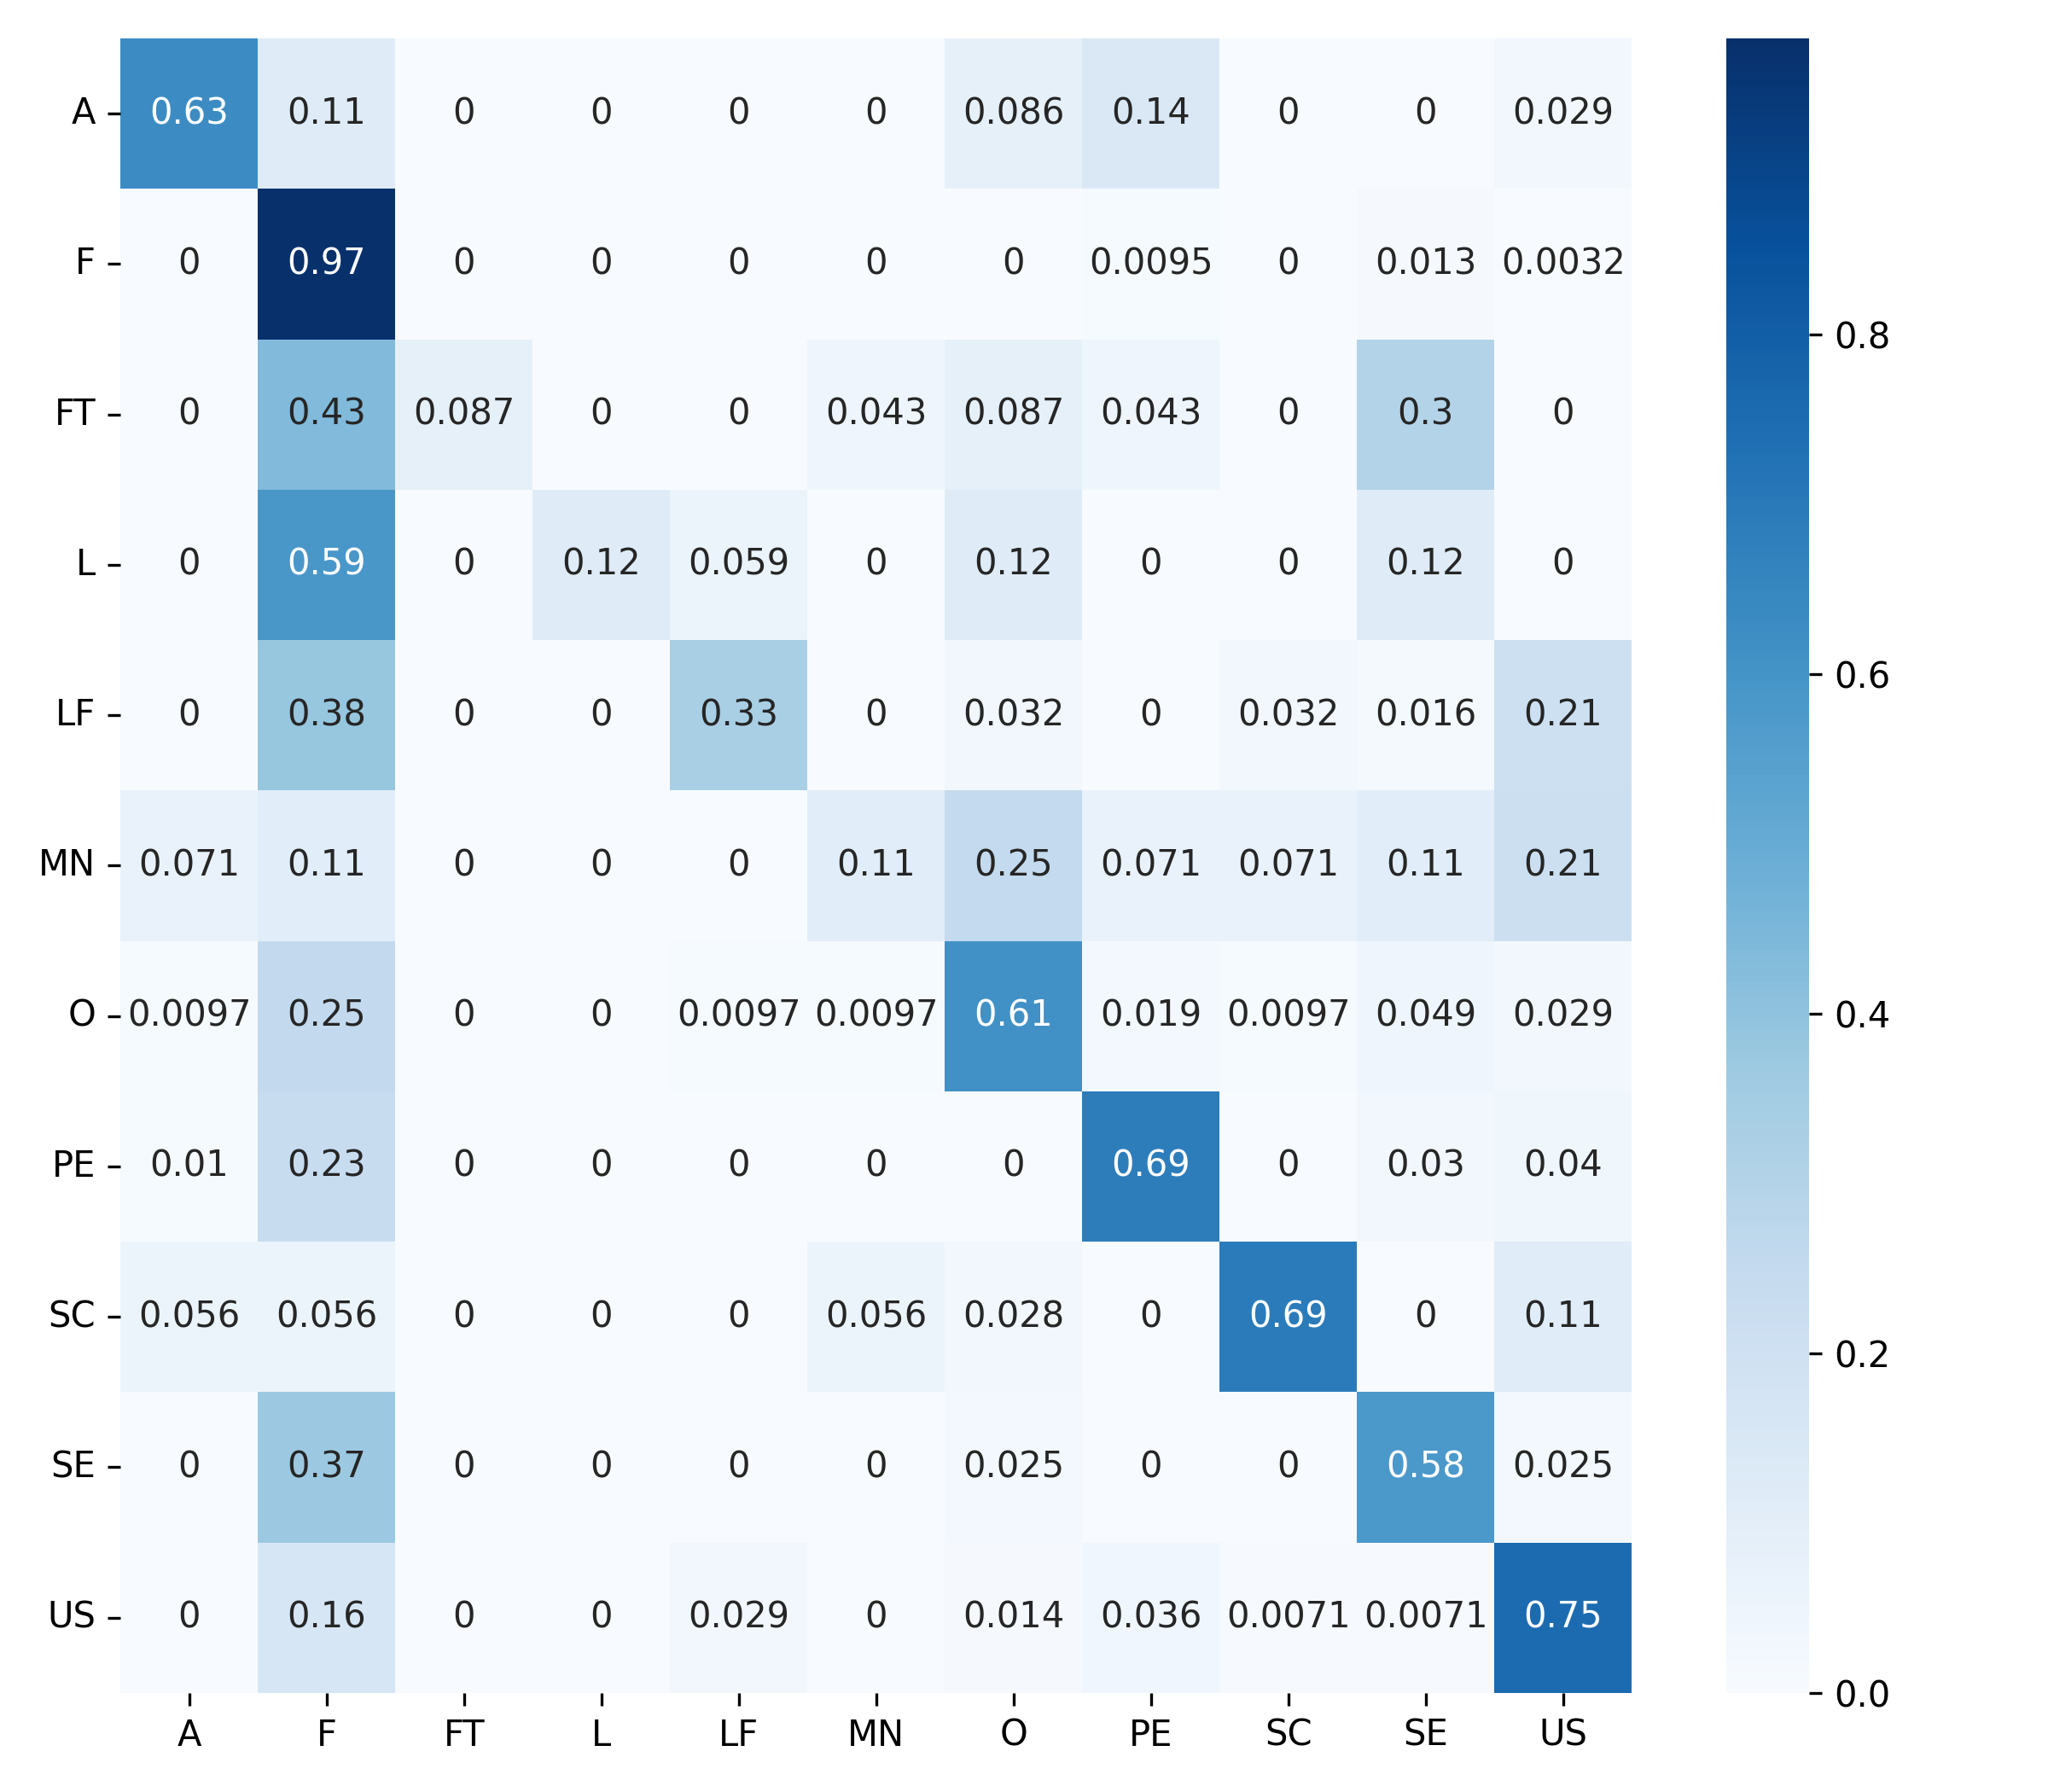 A 0.63 0.11 0 0 0 0 0.086 0.14 0 0 0.029
F 0 0.97 0 0 0 0 0 0.0095 0 0.013 0.0032
FT 0 0.43 0.087 0 0 0.043 0.087 0.043 0 0.3 0
L 0 0.59 0 0.12 0.059 0 0.12 0 0 0.12 0
LF 0 0.38 0 0 0.33 0 0.032 0 0.032 0.016 0.21
MN 0.071 0.11 0 0 0 0.11 0.25 0.071 0.071 0.11 0.21
O 0.0097 0.25 0 0 0.0097 0.0097 0.61 0.019 0.0097 0.049 0.029
PE 0.01 0.23 0 0 0 0 0 0.69 0 0.03 0.04
SC 0.056 0.056 0 0 0 0.056 0.028 0 0.69 0 0.11
SE 0 0.37 0 0 0 0 0.025 0 0 0.58 0.025
US 0 0.16 0 0 0.029 0 0.014 0.036 0.0071 0.0071 0.75
A F FT L LF MN O PE SC SE US
0.8
0.6
0.4
0.2
0.0